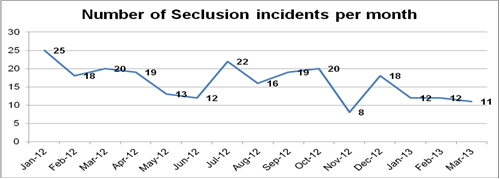 Number of Seclusion incidents per month
30
25
20
15
10
5
0
25
18
20
19
13
12
22
16
19
20
8
18
12
12
11
Jan-12
Feb-12
Mar-12
Apr-12
May-12
Jun-12
Jul-12
Aug-12
Sep-12
Oct-12
Nov-12
Dec-12
Jan-13
Feb-13
Mar-13